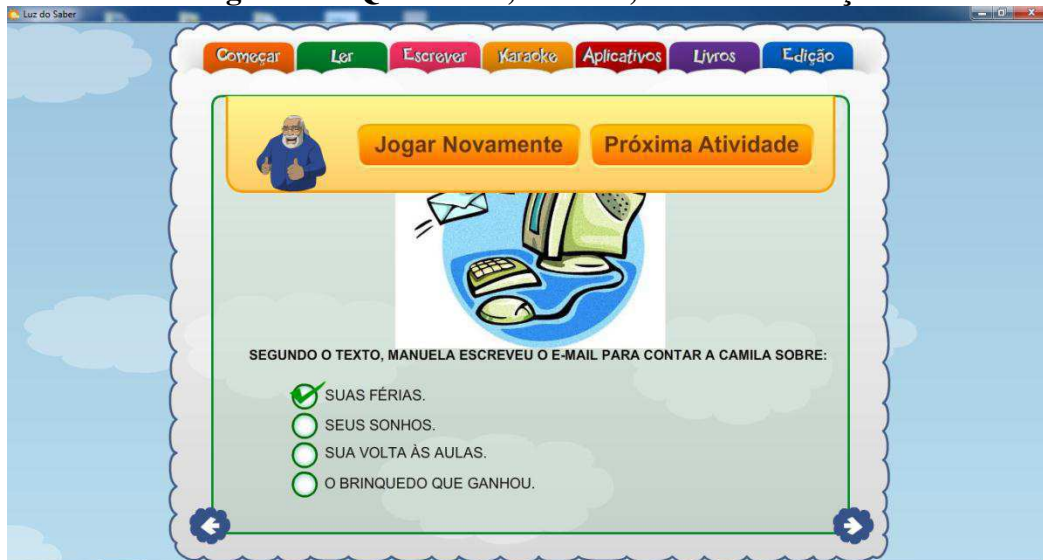 Luz do Saber
Começar Ler Escrever Karaoke Aplicativos Livros Edição
Jogar Novamente Próxima Atividade
SEGUNDO O TEXTO, MANUELA ESCREVEU O E-MAIL PARA CONTAR A CAMILA SOBRE:
SUAS FÉRIAS.
SEUS SONHOS.
SUA VOLTA ÀS AULAS.
O BRINQUEDO QUE GANHOU.